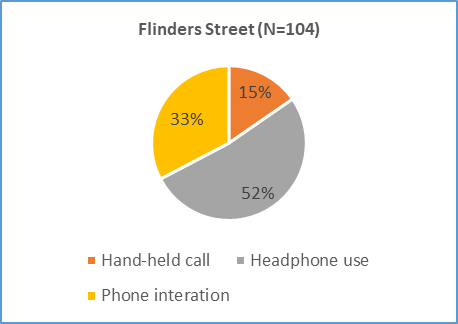 Flinders Street (N=104)
15%
33%
52%
Hand-held call
Headphone use
Phone interation